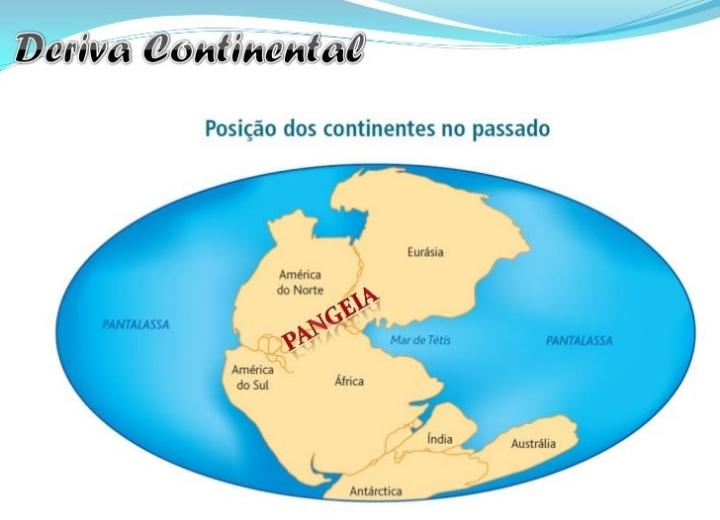 Deriva Continental
Posição dos continentes no passado
Eurásia
América
do Norte
PANGEIA
PANTALASSA
Mar de Tétis
PANTALASSA
América
do Sul
África
Índia
Austrália
Antárctica